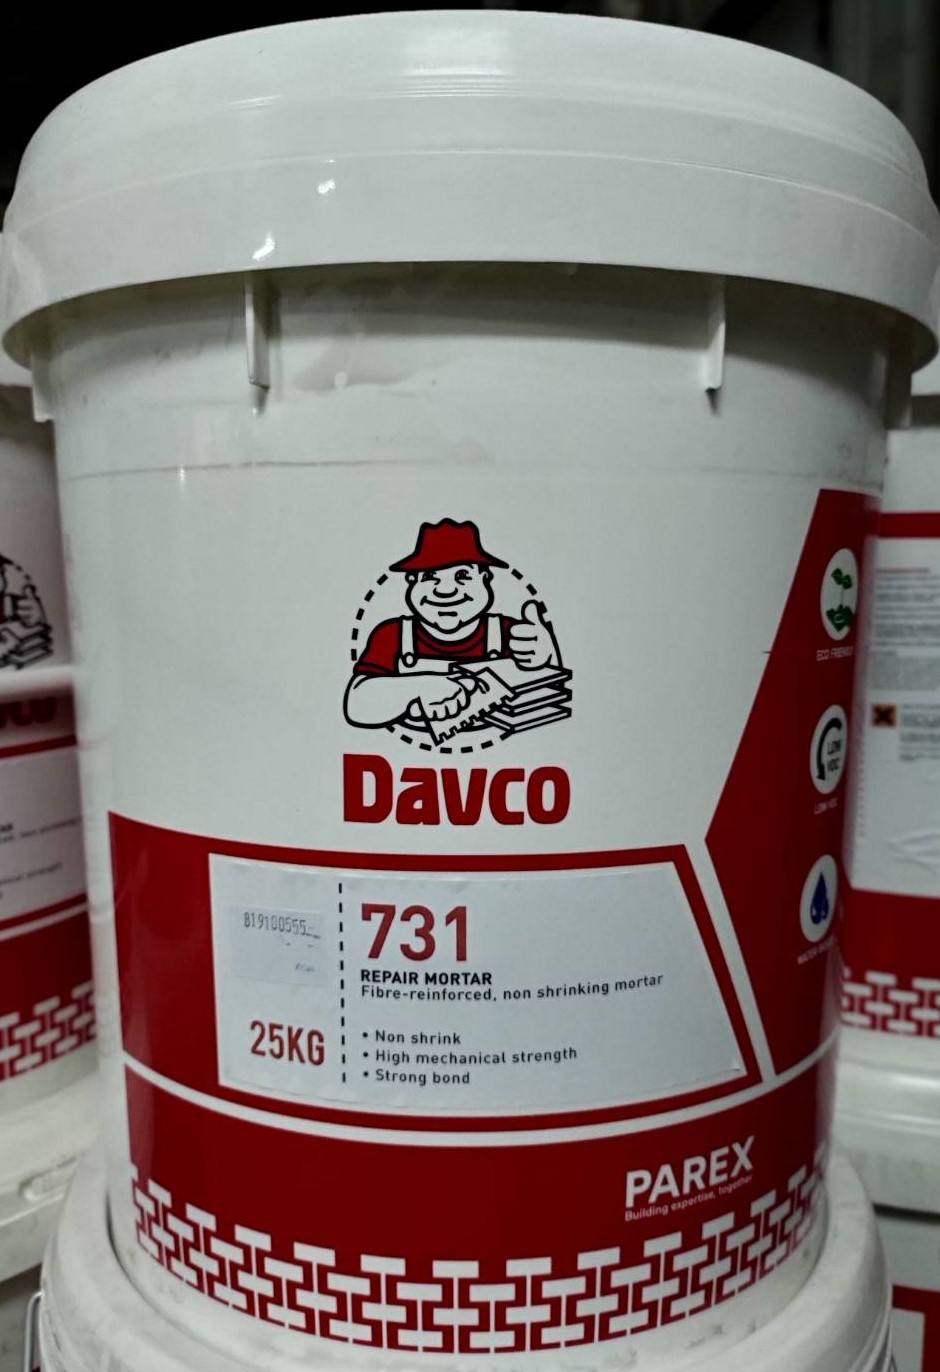 Davco
731
REPAIR MORTAR
Fibre-reinforced, non shrinking mortar
25KG
• Non shrink
• High mechanical strength
• Strong bond
ECO FRIENDLY
LOW
VOC
LOW VOC
PAREX
Building expertise, together